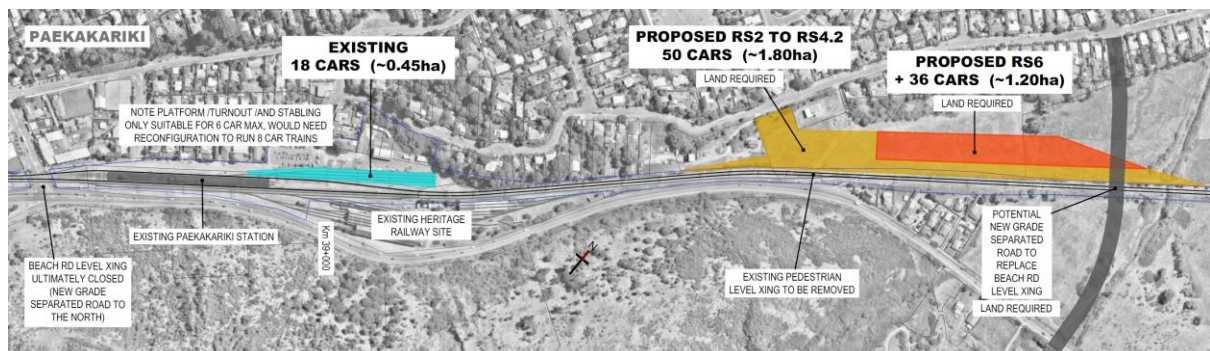 PAEKAKARIKI
EXISTING
18 CARS (~0.45ha)
PROPOSED RS2 TO RS4.2
50 CARS (~1.80ha)
LAND REQUIRED
PROPOSED RS6
+ 36 CARS (~1.20ha)
LAND REQUIRED
NOTE PLATFORM /TURNOUT /AND STABLING
ONLY SUITABLE FOR 6 CAR MAX, WOULD NEED
RECONFIGURATION TO RUN 8 CAR TRAINS
EXISTING PAEKAKARIKI STATION
BEACH RD LEVEL XING
ULTIMATELY CLOSED
(NEW GRADE
SEPARATED ROAD TO
THE NORTH)
Km 39+000
EXISTING HERITAGE
RAILWAY SITE
N
EXISTING PEDESTRIAN
LEVEL XING TO BE REMOVED
POTENTIAL
NEW GRADE
SEPARATED
ROAD TO
REPLACE
BEACH RD
LEVEL XING
LAND REQUIRED